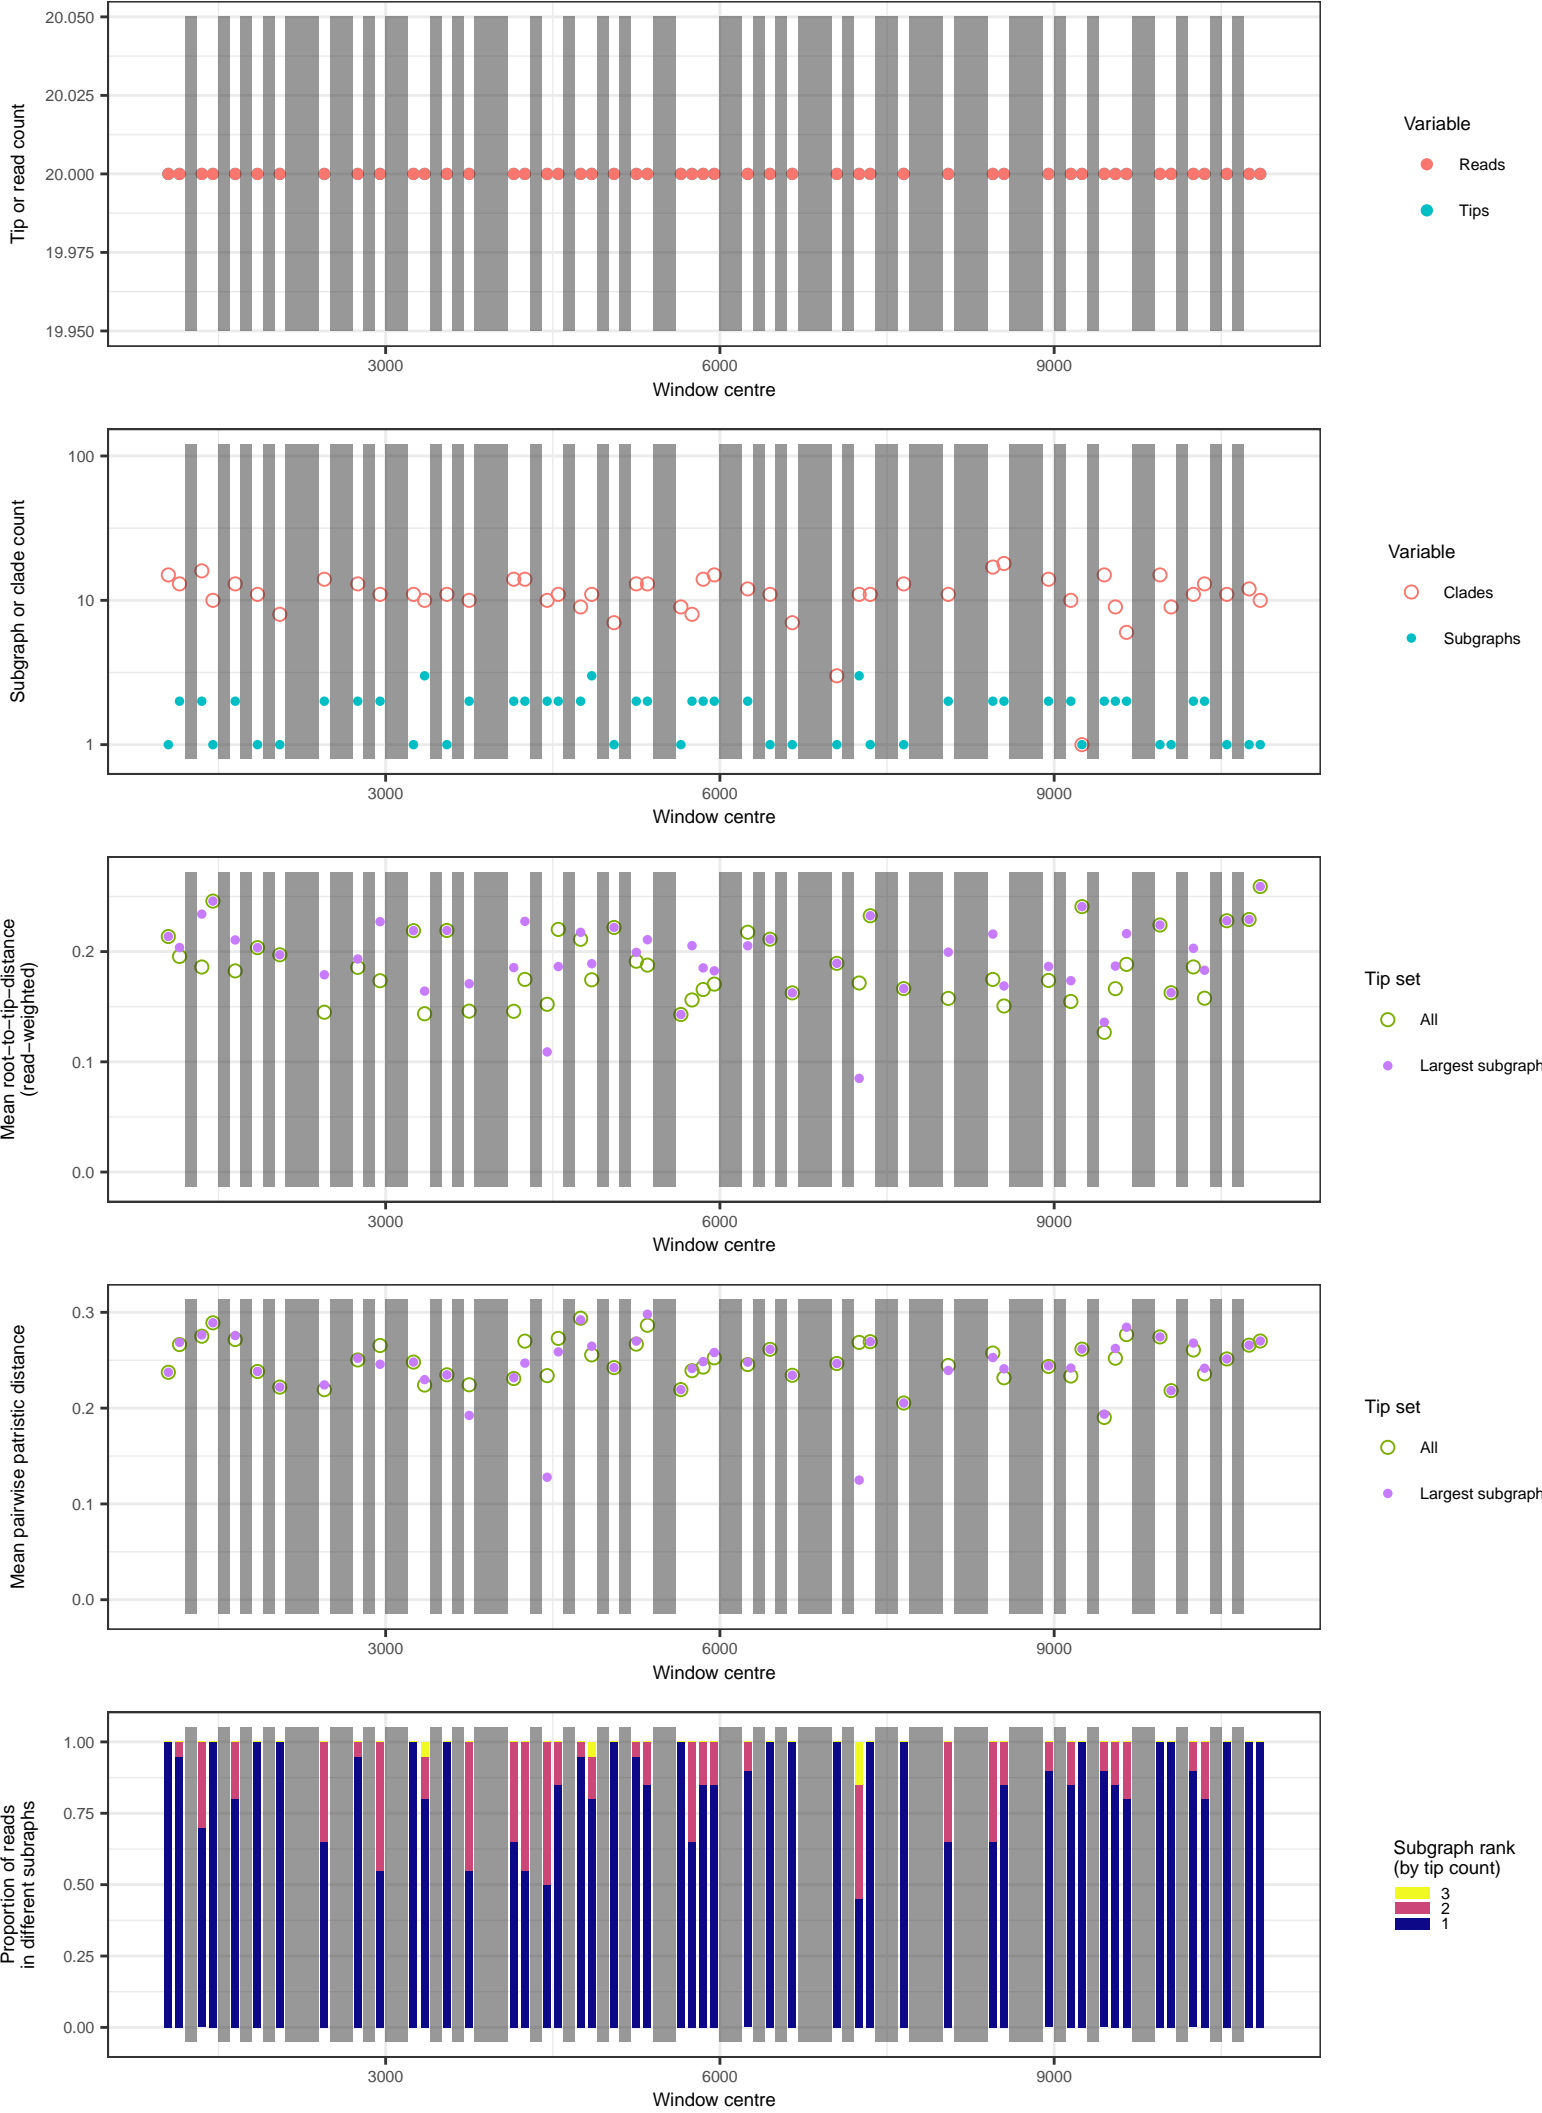 20.050
20.025
20.000
19.975
19.950
Tip or read count
3000
6000
9000
Window centre
Variable
Reads
Tips
100
10
1
Subgraph or clade count
3000
6000
9000
Window centre
Variable
Clades
Subgraphs
0.2
0.1
0.0
Mean root−to−tip−distance
(read−weighted)
3000
6000
9000
Window centre
Tip set
All
Largest subgraph
0.3
0.2
0.1
0.0
Mean pairwise patristic distance
3000
6000
9000
Window centre
Tip set
All
Largest subgraph
1.00
0.75
0.50
0.25
0.00
Proportion of reads
in different subraphs
3000
6000
9000
Window centre
Subgraph rank
(by tip count)
3
2
1